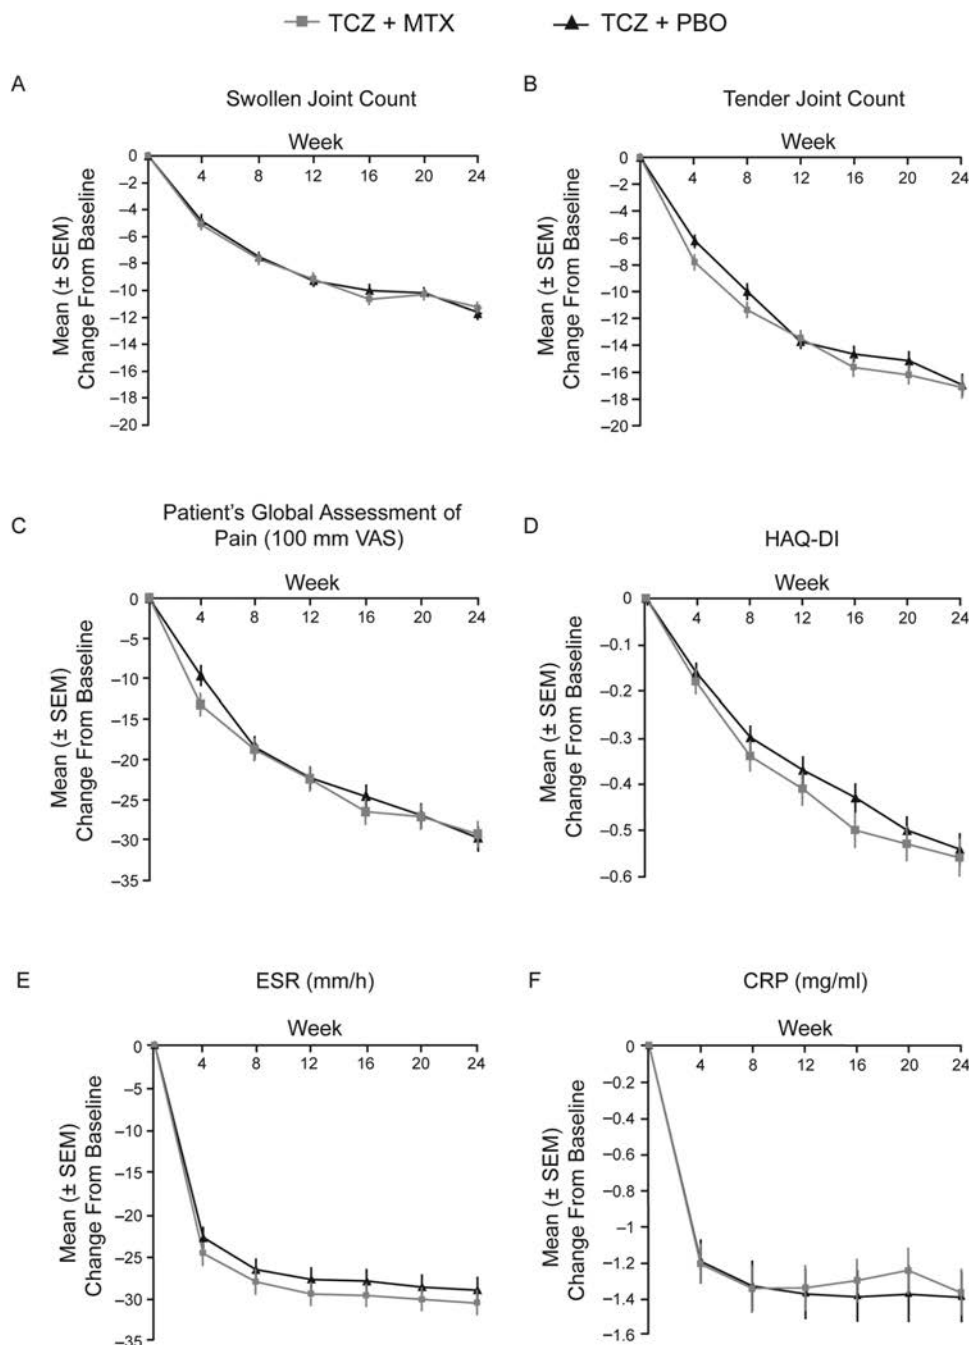 TCZ + MTX TCZ + PBO
A
Swollen Joint Count
Week
0
4 8 12 16 20 24
–2
–4
–6
–8
–10
–12
–14
–16
–18
–20
Mean (± SEM)
Change From Baseline
B
Tender Joint Count
Week
0
4 8 12 16 20 24
–2
–4
–6
–8
–10
–12
–14
–16
–18
–20
Mean (± SEM)
Change From Baseline
C
Patient's Global Assessment of
Pain (100 mm VAS)
Week
0
4 8 12 16 20 24
–5
–10
–15
–20
–25
–30
–35
Mean (± SEM)
Change From Baseline
D
HAQ-DI
Week
0
4 8 12 16 20 24
–0.1
–0.2
–0.3
–0.4
–0.5
–0.6
Mean (± SEM)
Change From Baseline
E
ESR (mm/h)
Week
0
4 8 12 16 20 24
–5
–10
–15
–20
–25
–30
–35
Mean (± SEM)
Change From Baseline
F
CRP (mg/ml)
Week
0
4 8 12 16 20 24
–0.2
–0.4
–0.6
–0.8
–1
–1.2
–1.4
–1.6
Mean (± SEM)
Change From Baseline